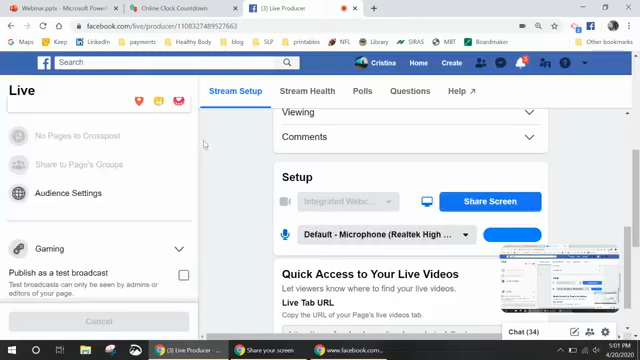 Webinar.pptx - Microsoft Power
Online Clock Countdown
(3) Live Producer
facebook.com/live/producer/1108327489527663
Welcome
Keep
LinkedIn
payments
Healthy Body
Bookstore
SLP
printables
NFL
Library
SIRAS
MBT
Boardmaker
Other bookmarks
Search
Cristina
Home
Create
Live
Stream Setup
Stream Health
Polls
Questions
Help
Viewing
No Pages to Crosspost
Comments
Share to Page's Groups
Setup
Audience Settings
Integrated Webc...
Share Screen
Default - Microphone (Realtek High ...
Gaming
Publish as a test broadcast
Test broadcasts can only be seen by admins or
editors of your page.
Quick Access to Your Live Videos
Let viewers know where to find your live videos.
Live Tab URL
Copy the URL of your Page's live videos tab.
Cancel
Chat (34)
(3) Live Producer - ...
Share your screen
www.facebook.com...
5:01 PM
4/20/2020